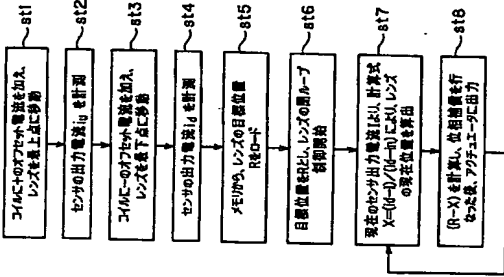 st1
コイルに+のオフセット電流を加え、
レンズを最上点に移動
st2
センサの出力電流iuを計測
st3
コイルに−のオフセット電流を加え、
レンズを最下点に移動
st4
センサの出力電流idを計測
st5
メモリから、レンズの目標位置
Rをロード
st6
目標位置をRとし、レンズの閉ループ
制御開始
st7
現在のセンサ出力電流iより、計算式
X=(id−i)/(id−iu)により、レンズ
の現在位置を算出
st8
(R−X)を計算し、位相補償を行
なった後、アクチュエータに出力